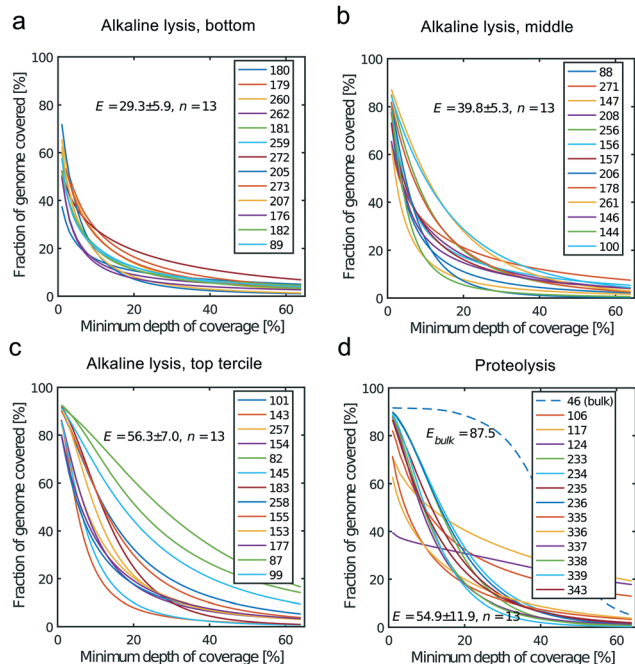 a
Alkaline lysis, bottom
Fraction of genome covered [%]
100
80
60
40
20
0
0 20 40 60
Minimum depth of coverage [%]
E = 29.3±5.9, n = 13
180
179
260
262
181
259
272
205
273
207
176
182
89
b
Alkaline lysis, middle
Fraction of genome covered [%]
100
80
60
40
20
0
0 20 40 60
Minimum depth of coverage [%]
E = 39.8±5.3, n = 13
88
271
147
208
256
156
157
206
178
261
146
144
100
c
Alkaline lysis, top tercile
Fraction of genome covered [%]
100
80
60
40
20
0
0 20 40 60
Minimum depth of coverage [%]
E = 56.3±7.0, n = 13
101
143
257
154
82
145
183
258
155
153
177
87
99
d
Proteolysis
Fraction of genome covered [%]
100
80
60
40
20
0
0 20 40 60
Minimum depth of coverage [%]
E bulk = 87.5
E = 54.9±11.9, n = 13
46 (bulk)
106
117
124
233
234
235
236
335
336
337
338
339
343